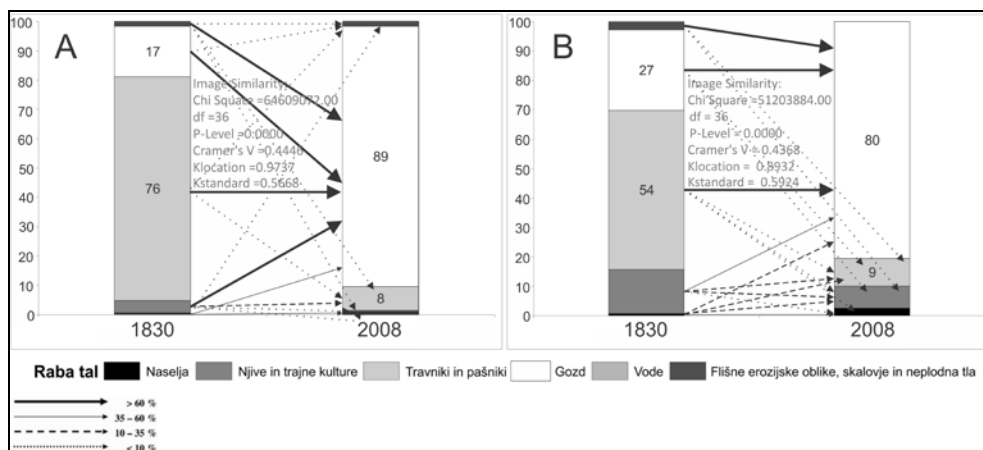 A
100
90
80
70
60
50
40
30
20
10
0
17
76
89
8
Image Similarity:
Chi Square =64609072.00
df =36
P-Level =0.0000
Cramer's V =0.4440
Klocation =0.9737
Kstandard =0.5668
1830
2008
B
100
90
80
70
60
50
40
30
20
10
0
27
54
80
9
Image Similarity:
Chi Square =51203884.00
df = 36
P-Level = 0.0000
Cramer's V =0.4368
Klocation = 0.8932
Kstandard = 0.5924
1830
2008
Raba tal Naselja Njive in trajne kulture Travniki in pašniki Gozd Vode Flišne erozijske oblike, skalovje in neplodna tla
> 60 %
35 – 60 %
10 – 35 %
< 10 %